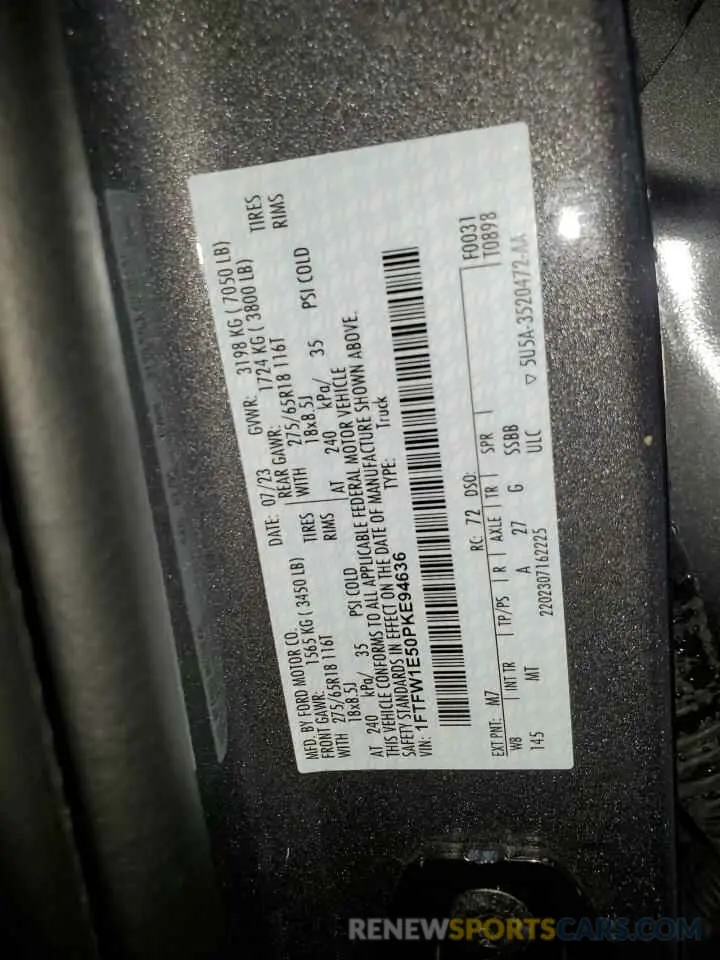 MFD. BY FORD MOTOR CO.
DATE: 07/23 GVWR: 3198 KG ( 7050 LB)
FRONT GAWR: 1565 KG ( 3450 LB) REAR GAWR: 1724 KG ( 3800 LB)
WITH 275/65R18 116T TIRES WITH 275/65R18 116T TIRES
18x8.5J RIMS 18x8.5J RIMS
AT 240 kPa/ 35 PSI COLD AT 240 kPa/ 35 PSI COLD
THIS VEHICLE CONFORMS TO ALL APPLICABLE FEDERAL MOTOR VEHICLE
SAFETY STANDARDS IN EFFECT ON THE DATE OF MANUFACTURE SHOWN ABOVE.
VIN: 1FTFW1E50PKE94636 TYPE: Truck
F0031
T0898
EXT PNT: M7 RC: 72 DSO:
WB INT TR TP/PS R AXLE TR SPR
145 MT A 27 G SSBB
2202307162225 ULC ▽ 5U5A-3520472-AA
RENEWSPORTSCARS.COM